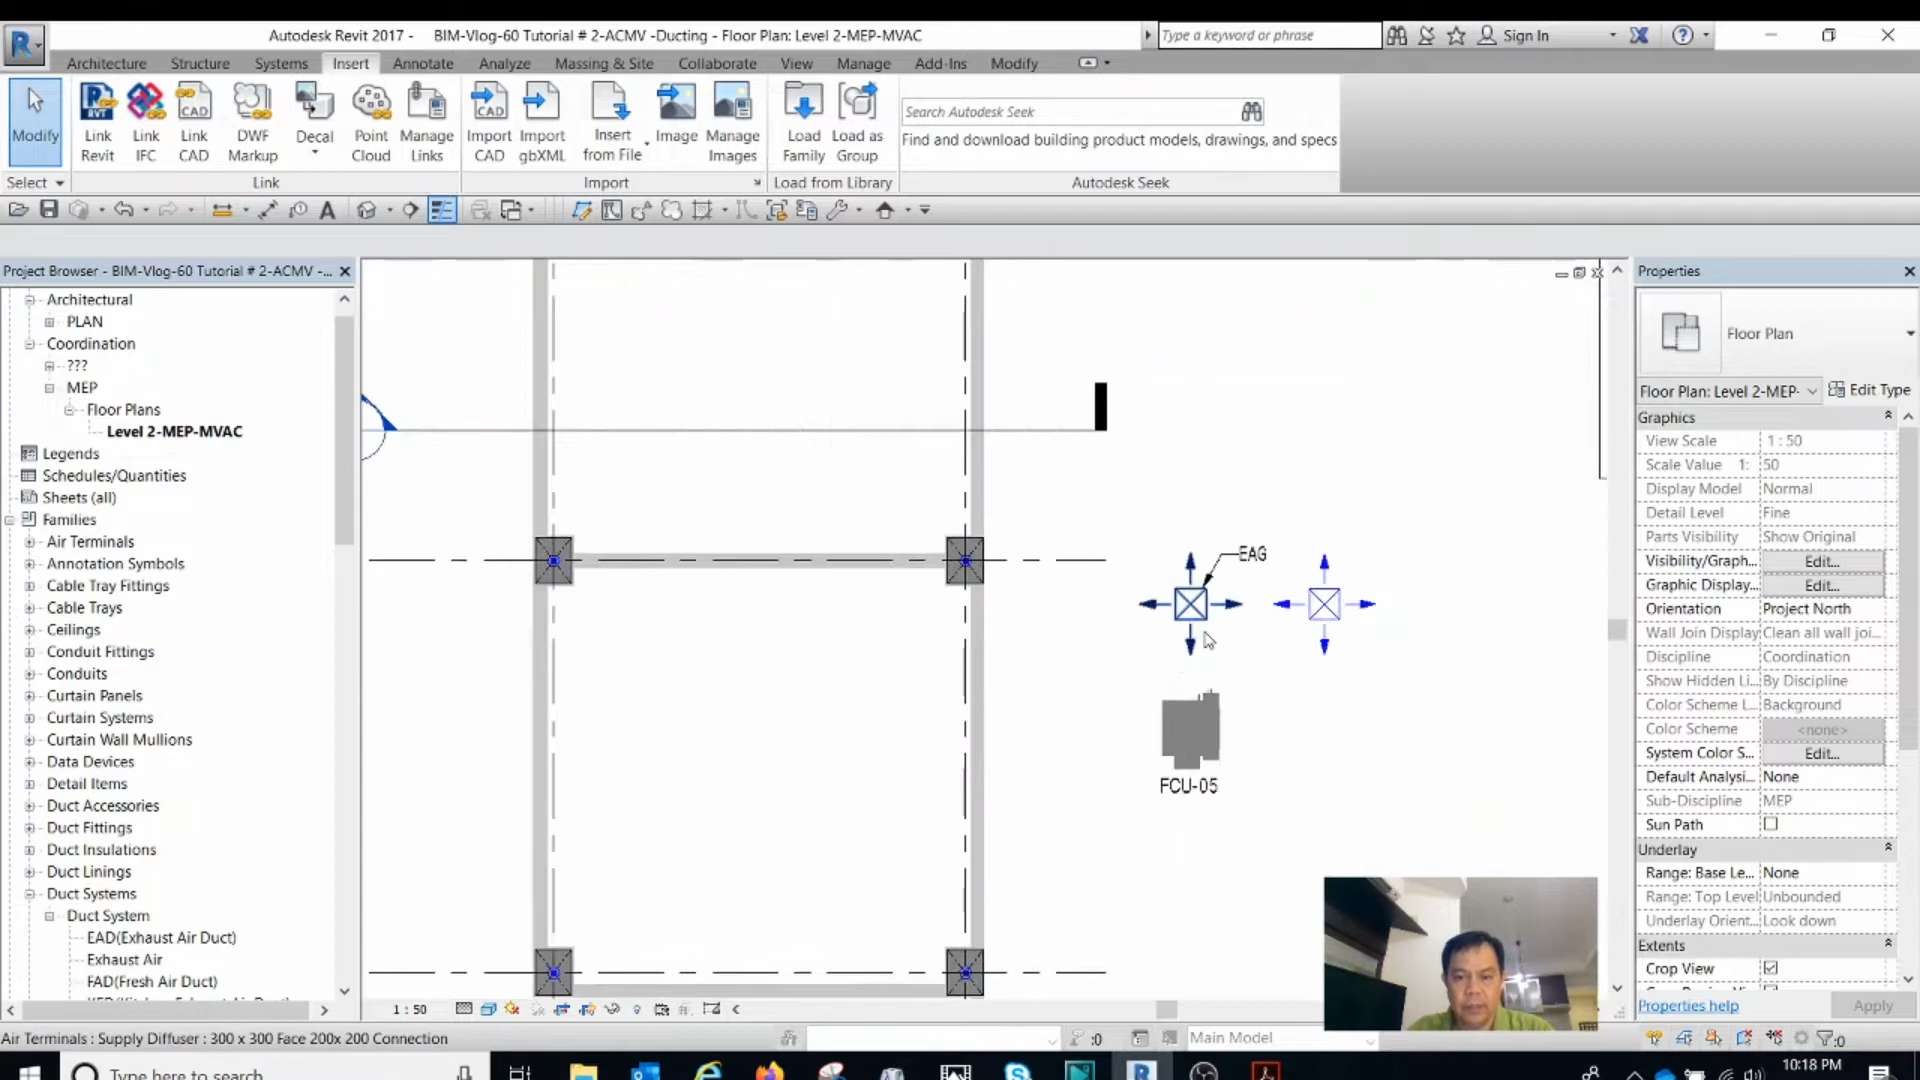 Autodesk Revit 2017 - BIM-Vlog-60 Tutorial # 2-ACMV -Ducting - Floor Plan: Level 2-MEP-MVAC
Type a keyword or phrase
Sign In
Architecture Structure Systems Insert Annotate Analyze Massing & Site Collaborate View Manage Add-Ins Modify
Modify
Link Revit
Link IFC
Link CAD
DWF Markup
Decal
Point Cloud
Manage Links
Import CAD
Import gbXML
Insert from File
Image
Manage Images
Load Family
Load as Group
Search Autodesk Seek
Find and download building product models, drawings, and specs
Select
Link
Import
Load from Library
Autodesk Seek
Project Browser - BIM-Vlog-60 Tutorial # 2-ACMV -...
Architectural
PLAN
Coordination
???
MEP
Floor Plans
Level 2-MEP-MVAC
Legends
Schedules/Quantities
Sheets (all)
Families
Air Terminals
Annotation Symbols
Cable Tray Fittings
Cable Trays
Ceilings
Conduit Fittings
Conduits
Curtain Panels
Curtain Systems
Curtain Wall Mullions
Data Devices
Detail Items
Duct Accessories
Duct Fittings
Duct Insulations
Duct Linings
Duct Systems
Duct System
EAD(Exhaust Air Duct)
Exhaust Air
FAD(Fresh Air Duct)
EAG
FCU-05
Properties
Floor Plan
Floor Plan: Level 2-MEP-
Edit Type
Graphics
View Scale 1 : 50
Scale Value 1: 50
Display Model Normal
Detail Level Fine
Parts Visibility Show Original
Visibility/Graph... Edit...
Graphic Display... Edit...
Orientation Project North
Wall Join Display Clean all wall joi...
Discipline Coordination
Show Hidden Li... By Discipline
Color Scheme L... Background
Color Scheme <none>
System Color S... Edit...
Default Analysi... None
Sub-Discipline MEP
Sun Path
Underlay
Range: Base Le... None
Range: Top Level Unbounded
Underlay Orient... Look down
Extents
Crop View
Properties help
Apply
1 : 50
Air Terminals : Supply Diffuser : 300 x 300 Face 200x 200 Connection
:0
Main Model
:0
Type here to search
10:18 PM